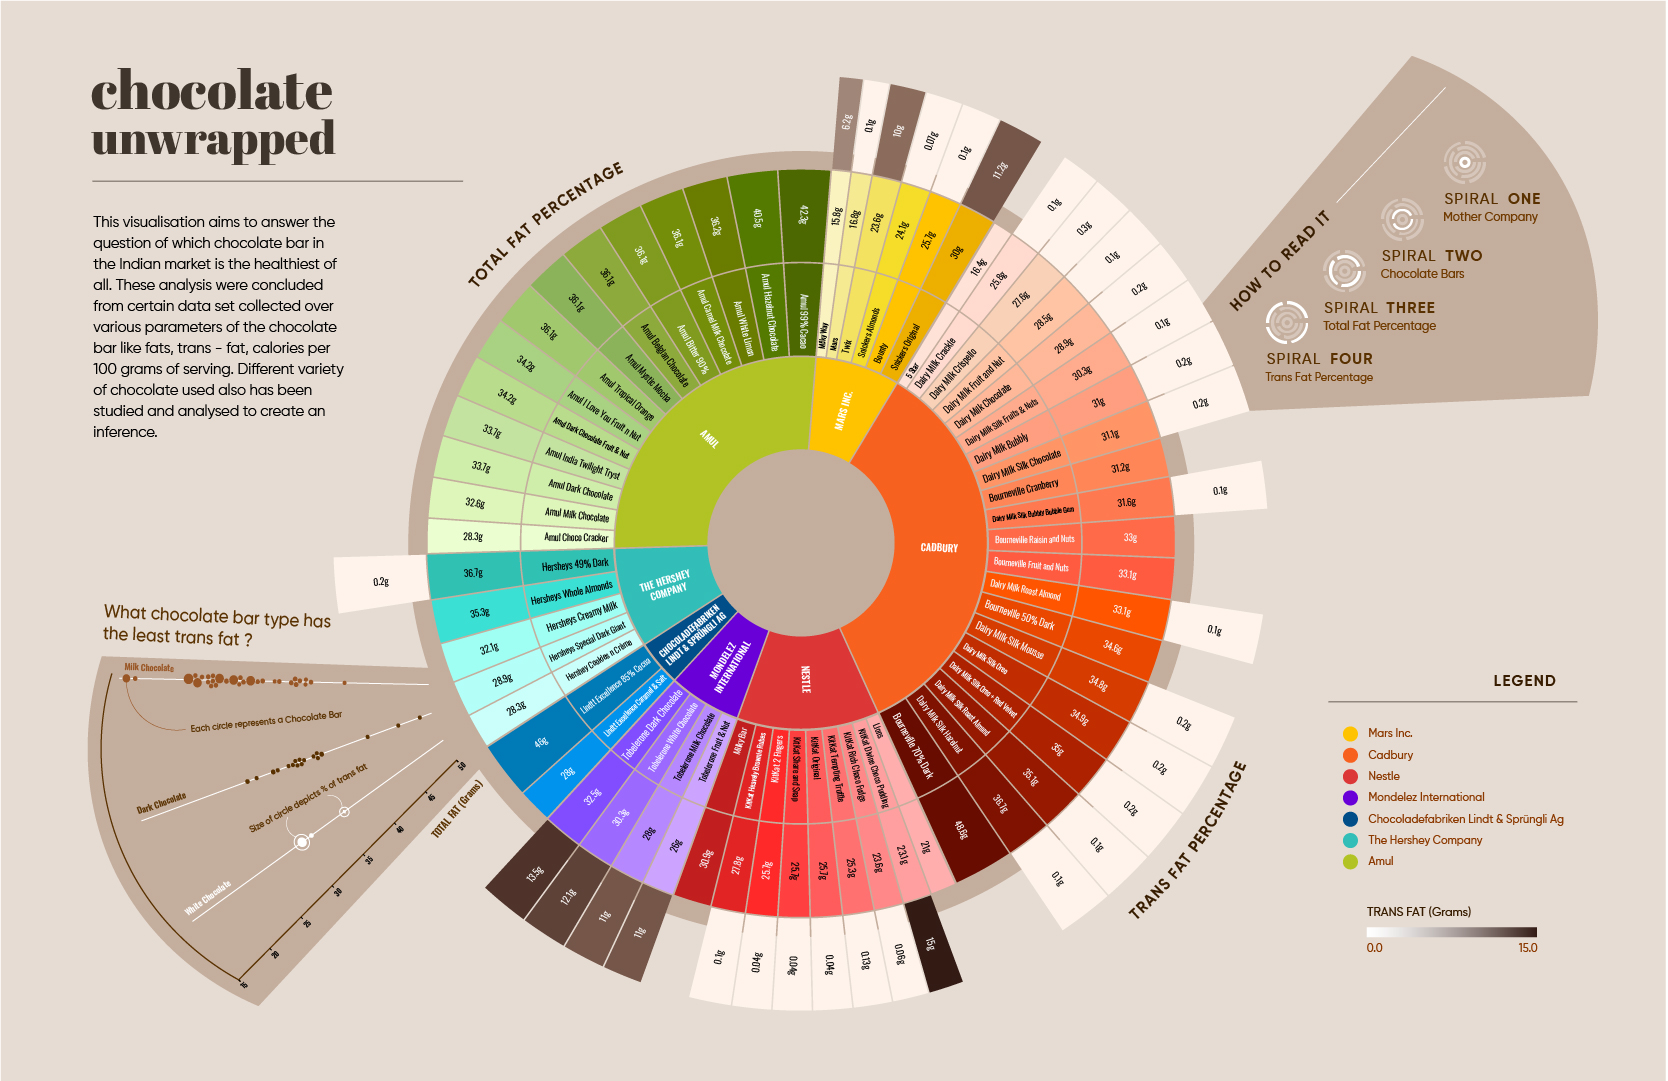 chocolate
unwrapped
This visualisation aims to answer the
question of which chocolate bar in
the Indian market is the healthiest of
all. These analysis were concluded
from certain data set collected over
various parameters of the chocolate
bar like fats, trans - fat, calories per
100 grams of serving. Different variety
of chocolate used also has been
studied and analysed to create an
inference.
TOTAL FAT PERCENTAGE
HOW TO READ IT
SPIRAL ONE
Mother Company
SPIRAL TWO
Chocolate Bars
SPIRAL THREE
Total Fat Percentage
SPIRAL FOUR
Trans Fat Percentage
MARS INC.
Milky Way
15.8g
6.2g
Mars
16.8g
0.1g
Twix
23.6g
10g
Snickers Almonds
24.1g
0.07g
Bounty
25.7g
0.1g
Snickers Original
30g
11.2g
CADBURY
5 Star
16.4g
Dairy Milk Crackle
25.8g
0.1g
Dairy Milk Crispello
27.6g
0.3g
Dairy Milk Fruit and Nut
28.5g
0.1g
Dairy Milk Chocolate
28.9g
0.2g
Dairy Milk Silk Fruits & Nuts
30.3g
0.1g
Dairy Milk Bubbly
31g
0.2g
Dairy Milk Silk Chocolate
31.1g
0.2g
Bourneville Cranberry
31.2g
Dairy Milk Silk Bubbly Bubble Gum
31.6g
0.1g
Bourneville Raisin and Nuts
33g
Bourneville Fruit and Nuts
33.1g
Dairy Milk Roast Almond
33.1g
0.1g
Bourneville 50% Dark
34.6g
Dairy Milk Silk Mousse
34.8g
0.2g
Dairy Milk Silk Oreo
34.9g
0.2g
Dairy Milk Silk Oreo + Red Velvet
35g
0.2g
Dairy Milk Silk Roast Almond
35.1g
0.1g
Dairy Milk Silk Hazelnut
36.7g
0.1g
Bourneville 70% Dark
48.6g
NESTLE
Lions
21g
15g
KitKat Divine Choco Pudding
23.1g
0.06g
KitKat Rich Choco Fudge
23.6g
0.13g
KitKat Tempting Truffle
25.3g
0.04g
KitKat Original
25.7g
0.04g
KitKat Share and Snap
25.7g
0.04g
KitKat 2 Fingers
25.7g
0.1g
KitKat Heavenly Brownie Kubes
27.8g
Milky Bar
30.9g
MONDELEZ
INTERNATIONAL
Toblerone Fruit & Nut
26g
11g
Toblerone Milk Chocolate
28g
11g
Toblerone White Chocolate
30.3g
12.1g
Toblerone Dark Chocolate
32.5g
13.5g
CHOCOLADEFABRIKEN
LINDT & SPRÜNGLI AG
Lindt Excellence Caramel & Salt
28g
Lindt Excellence 85% Cocoa
46g
THE HERSHEY
COMPANY
Hershey Cookies n Crème
28.3g
Hersheys Special Dark Giant
28.9g
Hersheys Creamy Milk
32.1g
Hersheys Whole Almonds
35.3g
Hersheys 49% Dark
36.7g
0.2g
AMUL
Amul Choco Cracker
28.3g
Amul Milk Chocolate
32.6g
Amul Dark Chocolate
33.7g
Amul India Twilight Tryst
33.7g
Amul Dark Chocolate Fruit & Nut
34.2g
Amul I Love You Fruit n Nut
34.2g
Amul Tropical Orange
36.1g
Amul Mystic Mocha
36.1g
Amul Belgian Chocolate
36.1g
Amul Bitter 90%
36.1g
Amul Camel Milk Chocolate
36.1g
Amul White Limon
36.2g
Amul Hazelnut Chocolate
40.5g
Amul 99% Cacao
42.3g
TRANS FAT PERCENTAGE
What chocolate bar type has
the least trans fat ?
Milk Chocolate
Each circle represents a Chocolate Bar
Dark Chocolate
Size of circle depicts % of trans fat
White Chocolate
TOTAL FAT (Grams)
50
45
40
35
30
25
20
LEGEND
Mars Inc.
Cadbury
Nestle
Mondelez International
Chocoladefabriken Lindt & Sprüngli Ag
The Hershey Company
Amul
TRANS FAT (Grams)
0.0 15.0